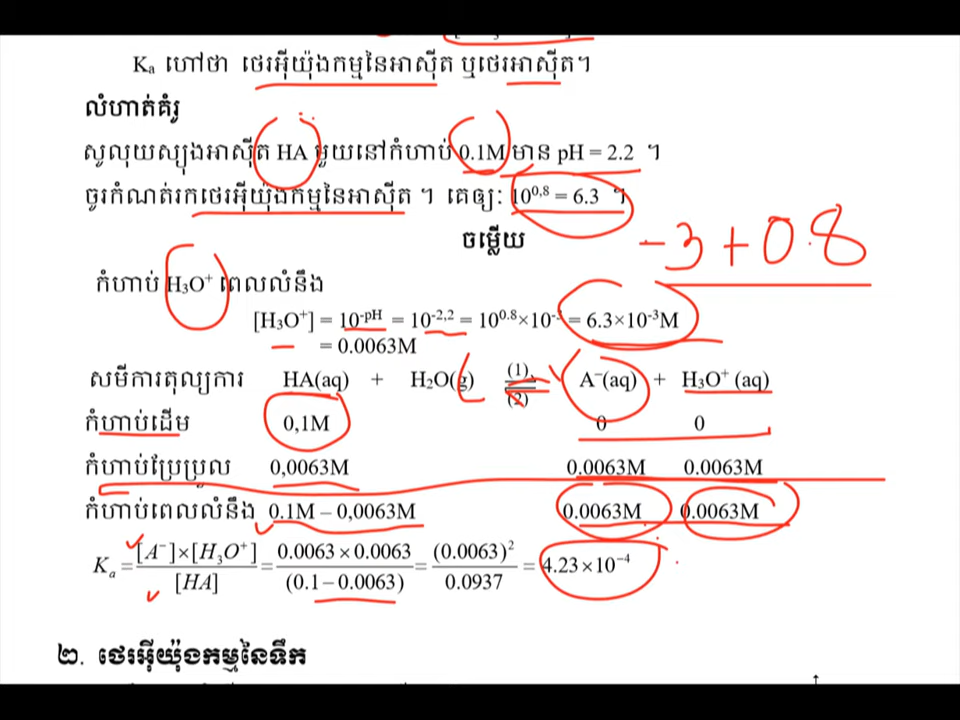 Kₐ ហៅថា ថេរអ៊ីយ៉ុងកម្មនៃអាស៊ីត ឬថេរអាស៊ីត។
លំហាត់គំរូ
សូលុយស្យុងអាស៊ីត HA មួយនៅកំហាប់ 0.1M មាន pH = 2.2 ។
ចូរកំណត់រកថេរអ៊ីយ៉ុងកម្មនៃអាស៊ីត ។ គេឲ្យៈ 10^0,8 = 6.3 ។
ចម្លើយ
-3 + 0.8
កំហាប់ H₃O⁺ ពេលលំនឹង
[H₃O⁺] = 10^-pH = 10^-2,2 = 10^0.8×10^-3 = 6.3×10⁻³M
= 0.0063M
សមីការតុល្យការ HA(aq) + H₂O(g) (1) (2) A⁻(aq) + H₃O⁺ (aq)
កំហាប់ដើម 0,1M 0 0
កំហាប់ប្រែប្រួល 0,0063M 0.0063M 0.0063M
កំហាប់ពេលលំនឹង 0.1M – 0,0063M 0.0063M 0.0063M
Kₐ = [A⁻]×[H₃O⁺] / [HA] = 0.0063 × 0.0063 / (0.1 – 0.0063) = (0.0063)² / 0.0937 = 4.23×10⁻⁴
២. ថេរអ៊ីយ៉ុងកម្មនៃទឹក